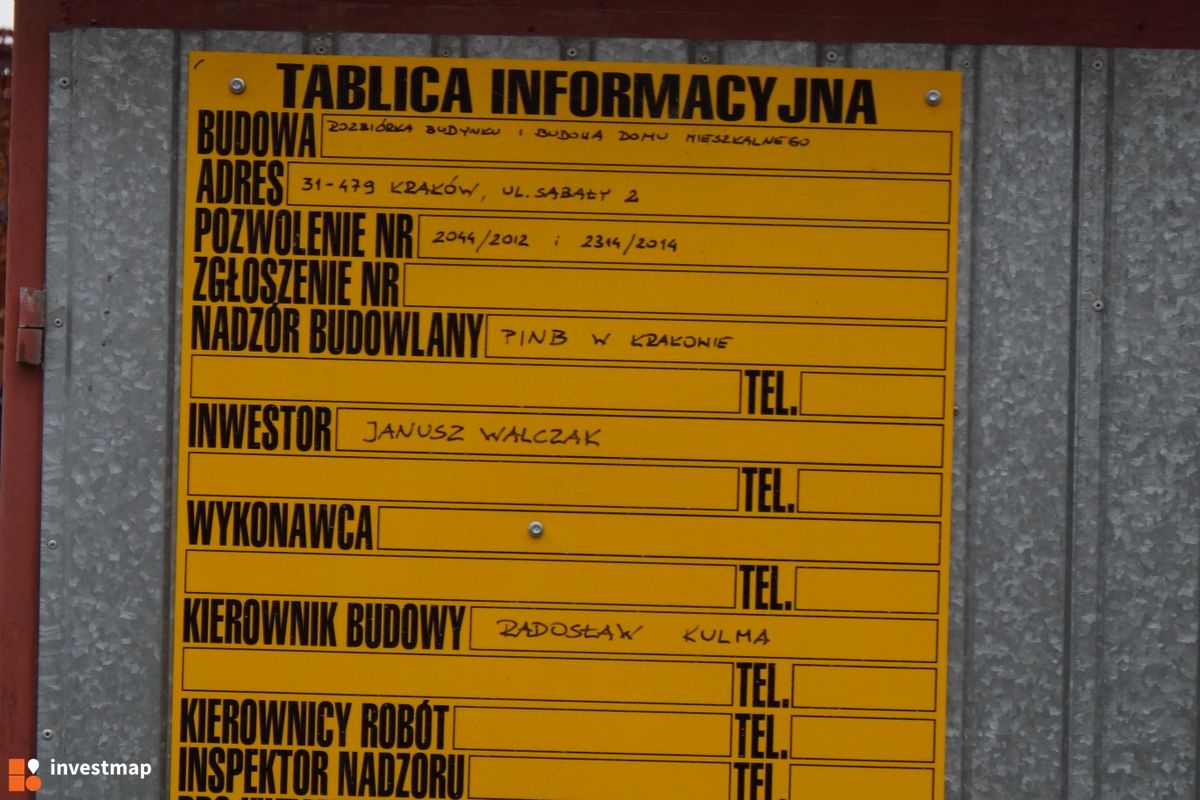 TABLICA INFORMACYJNA
BUDOWA ROZBIÓRKA BUDYNKU I BUDOWA DOMU MIESZKALNEGO
ADRES 31-479 KRAKÓW, UL. SABAŁY 2
POZWOLENIE NR 2044/2012 i 2314/2014
ZGŁOSZENIE NR
NADZÓR BUDOWLANY PINB W KRAKOWIE
TEL.
INWESTOR JANUSZ WALCZAK
TEL.
WYKONAWCA
TEL.
KIEROWNIK BUDOWY RADOSŁAW KULMA
TEL.
KIEROWNICY ROBÓT TEL.
INSPEKTOR NADZORU TEL.
investmap